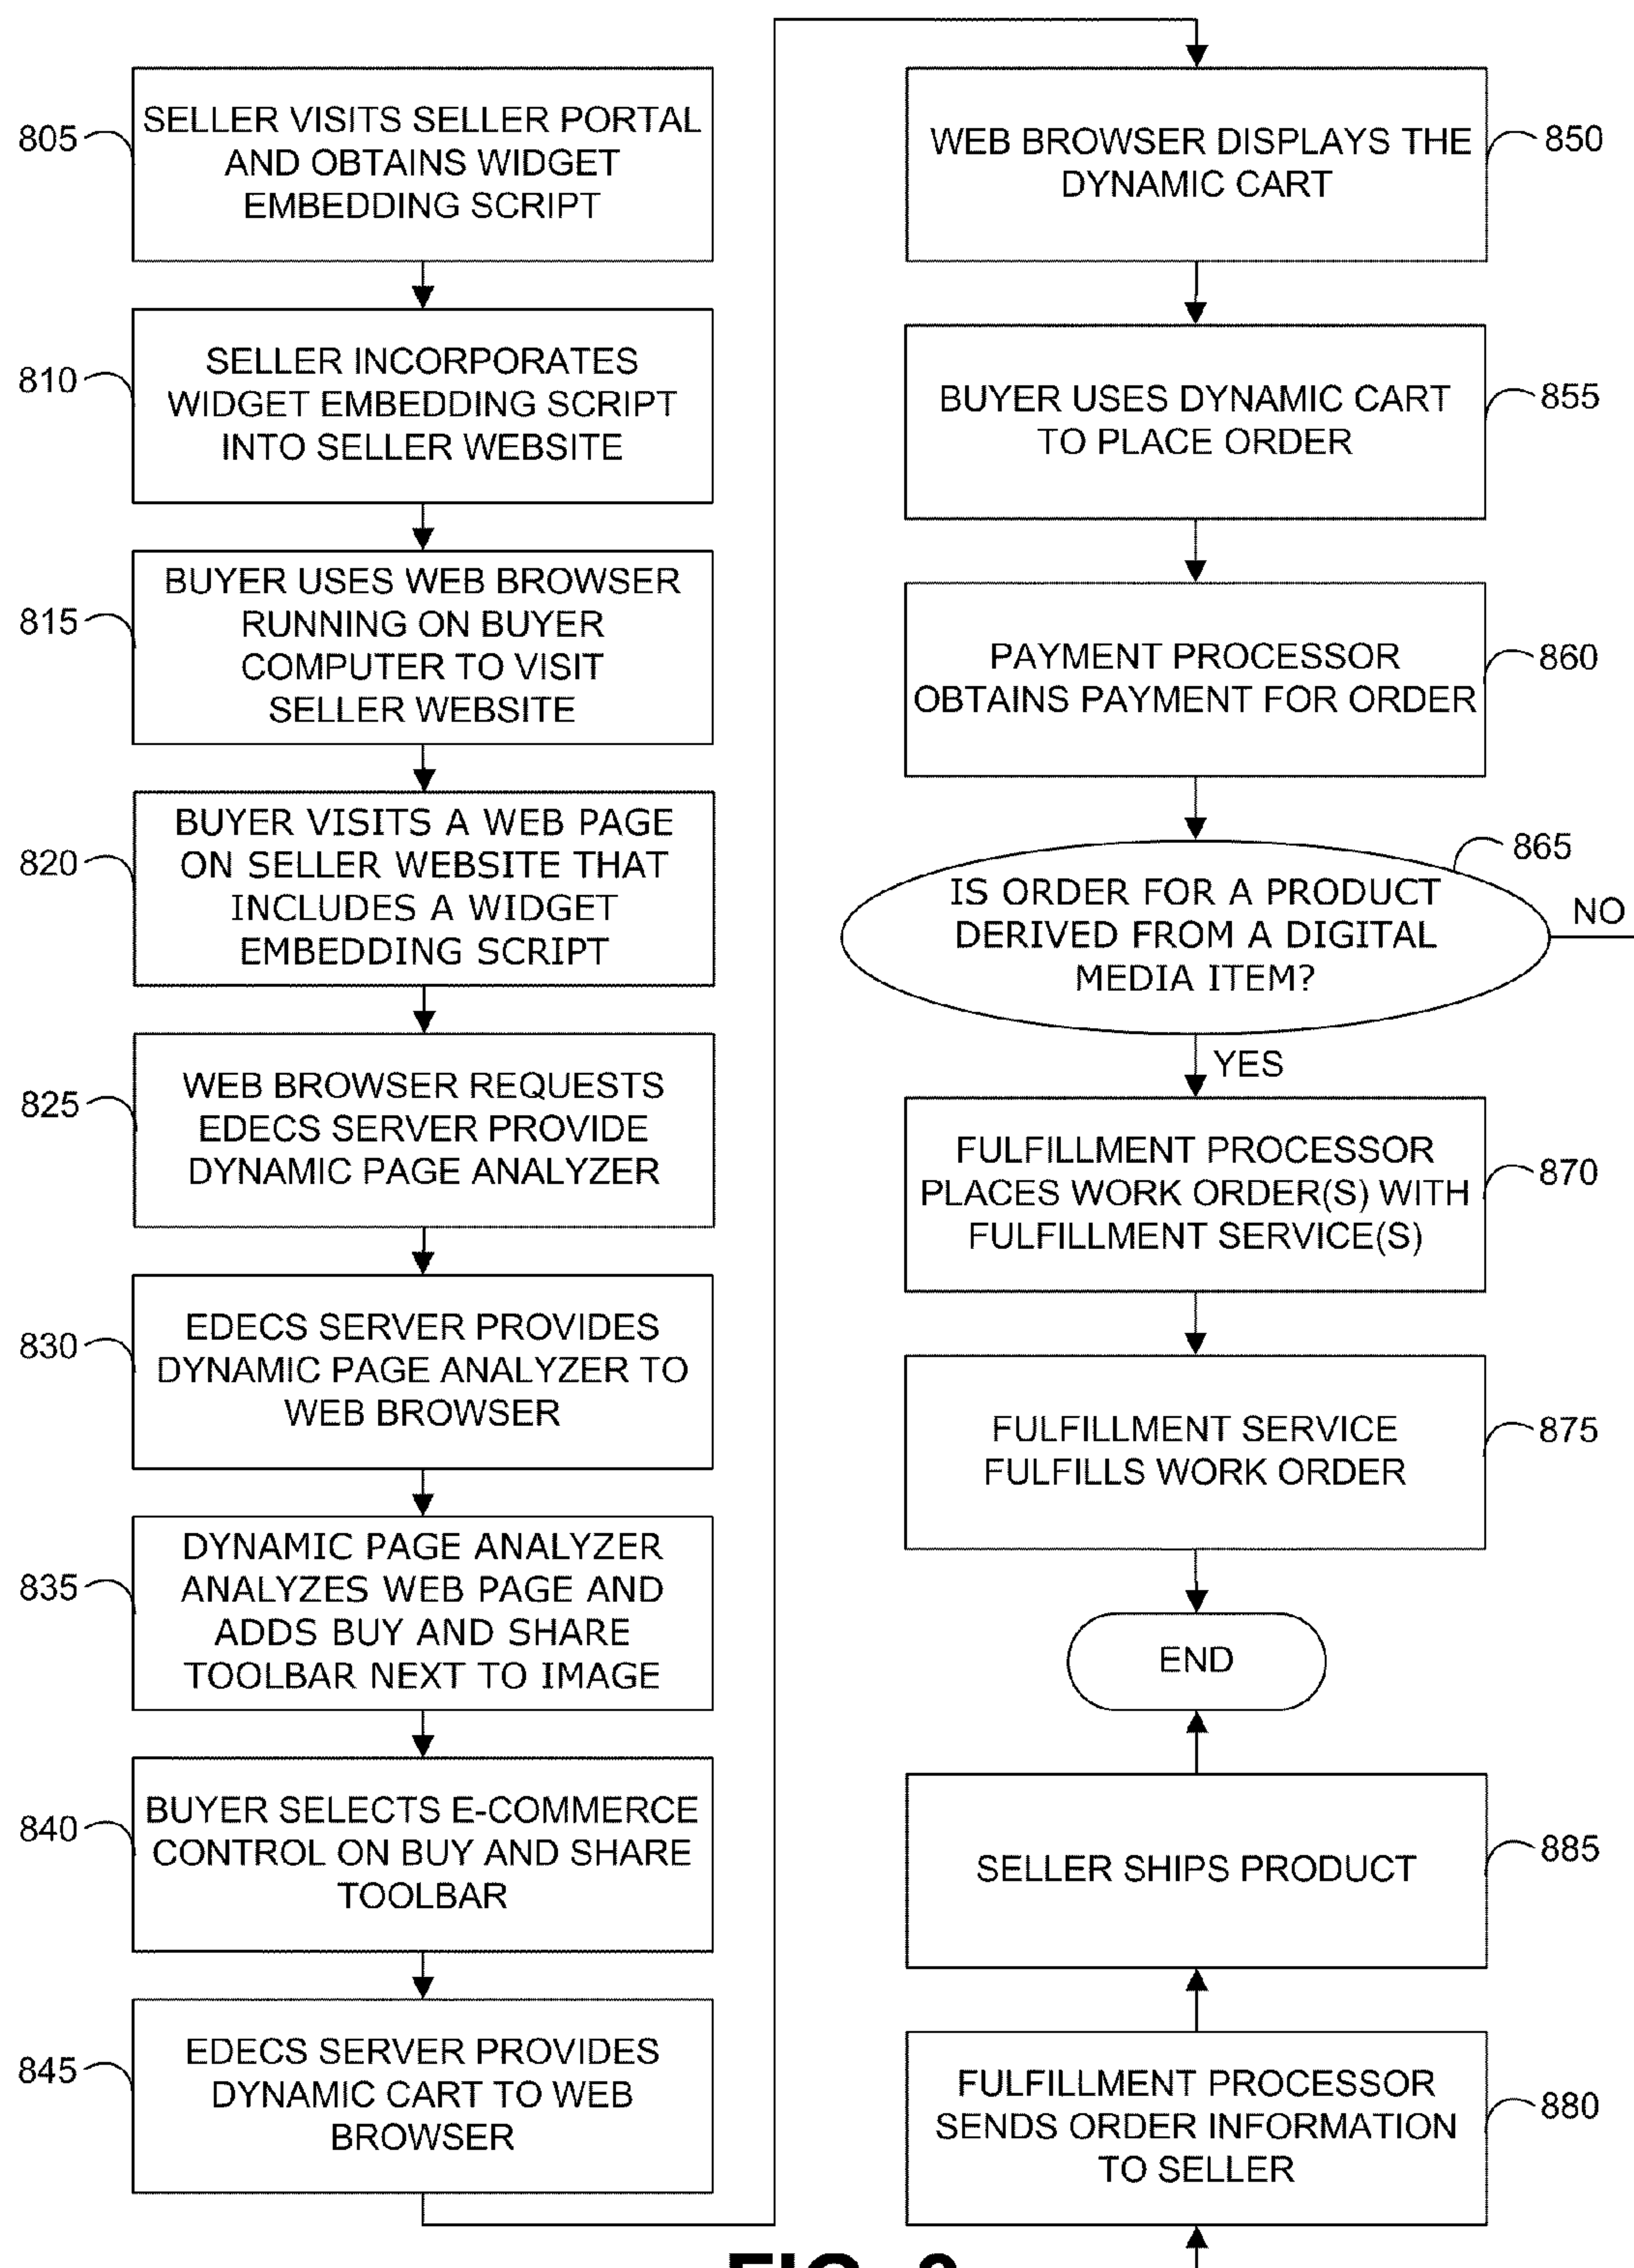 805
SELLER VISITS SELLER PORTAL
AND OBTAINS WIDGET
EMBEDDING SCRIPT
810
SELLER INCORPORATES
WIDGET EMBEDDING SCRIPT
INTO SELLER WEBSITE
815
BUYER USES WEB BROWSER
RUNNING ON BUYER
COMPUTER TO VISIT
SELLER WEBSITE
820
BUYER VISITS A WEB PAGE
ON SELLER WEBSITE THAT
INCLUDES A WIDGET
EMBEDDING SCRIPT
825
WEB BROWSER REQUESTS
EDECS SERVER PROVIDE
DYNAMIC PAGE ANALYZER
830
EDECS SERVER PROVIDES
DYNAMIC PAGE ANALYZER TO
WEB BROWSER
835
DYNAMIC PAGE ANALYZER
ANALYZES WEB PAGE AND
ADDS BUY AND SHARE
TOOLBAR NEXT TO IMAGE
840
BUYER SELECTS E-COMMERCE
CONTROL ON BUY AND SHARE
TOOLBAR
845
EDECS SERVER PROVIDES
DYNAMIC CART TO WEB
BROWSER
WEB BROWSER DISPLAYS THE
DYNAMIC CART
850
BUYER USES DYNAMIC CART
TO PLACE ORDER
855
PAYMENT PROCESSOR
OBTAINS PAYMENT FOR ORDER
860
IS ORDER FOR A PRODUCT
DERIVED FROM A DIGITAL
MEDIA ITEM?
865
NO
YES
FULFILLMENT PROCESSOR
PLACES WORK ORDER(S) WITH
FULFILLMENT SERVICE(S)
870
FULFILLMENT SERVICE
FULFILLS WORK ORDER
875
END
SELLER SHIPS PRODUCT
885
FULFILLMENT PROCESSOR
SENDS ORDER INFORMATION
TO SELLER
880
FIG.